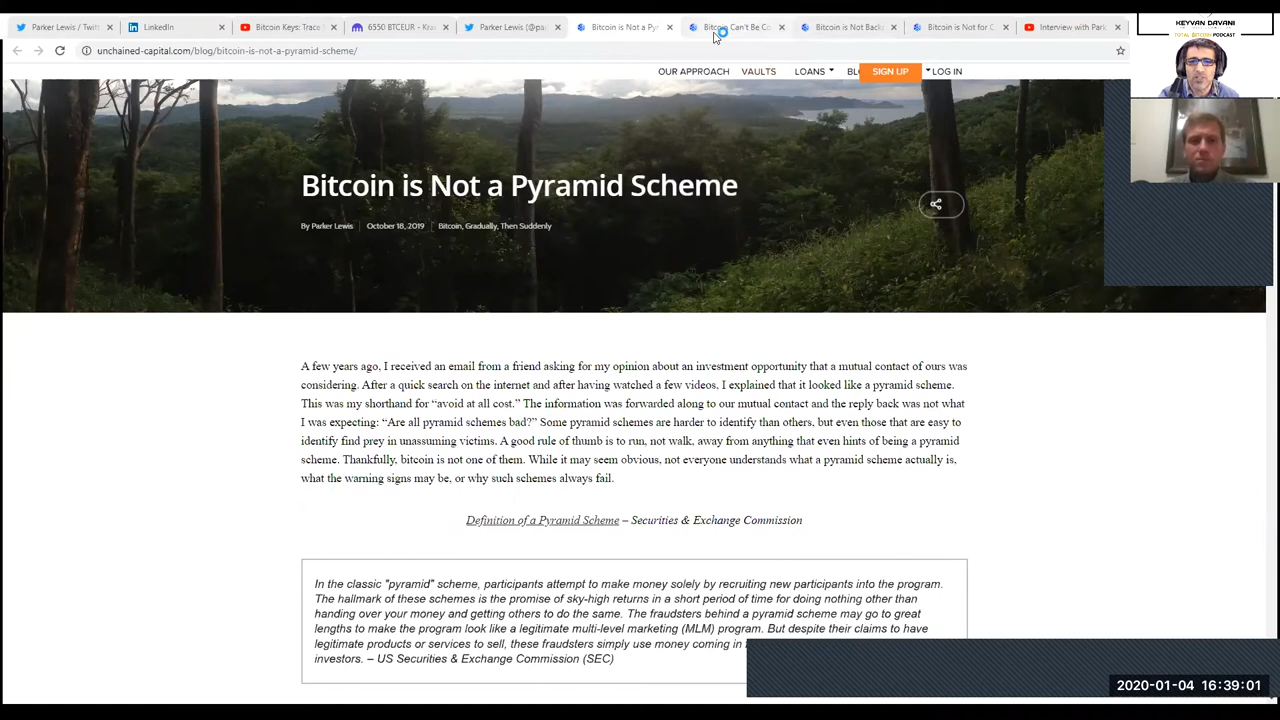 Parker Lewis / Twitt
LinkedIn
Bitcoin Keys: Trace
6550 BTCEUR - Kra
Parker Lewis (@pa
Bitcoin is Not a Py
Bitcoin Can't Be Co
Bitcoin is Not Back
Bitcoin is Not for C
Interview with Park
KEYVAN DAVANI
TOTAL BITCOIN PODCAST
unchained-capital.com/blog/bitcoin-is-not-a-pyramid-scheme/
OUR APPROACH VAULTS LOANS BL SIGN UP LOG IN
Bitcoin is Not a Pyramid Scheme
By Parker Lewis | October 18, 2019 | Bitcoin, Gradually, Then Suddenly
A few years ago, I received an email from a friend asking for my opinion about an investment opportunity that a mutual contact of ours was
considering. After a quick search on the internet and after having watched a few videos, I explained that it looked like a pyramid scheme.
This was my shorthand for “avoid at all cost.” The information was forwarded along to our mutual contact and the reply back was not what
I was expecting: “Are all pyramid schemes bad?” Some pyramid schemes are harder to identify than others, but even those that are easy to
identify find prey in unassuming victims. A good rule of thumb is to run, not walk, away from anything that even hints of being a pyramid
scheme. Thankfully, bitcoin is not one of them. While it may seem obvious, not everyone understands what a pyramid scheme actually is,
what the warning signs may be, or why such schemes always fail.
Definition of a Pyramid Scheme – Securities & Exchange Commission
In the classic "pyramid" scheme, participants attempt to make money solely by recruiting new participants into the program.
The hallmark of these schemes is the promise of sky-high returns in a short period of time for doing nothing other than
handing over your money and getting others to do the same. The fraudsters behind a pyramid scheme may go to great
lengths to make the program look like a legitimate multi-level marketing (MLM) program. But despite their claims to have
legitimate products or services to sell, these fraudsters simply use money coming in
investors. – US Securities & Exchange Commission (SEC)
2020-01-04 16:39:01